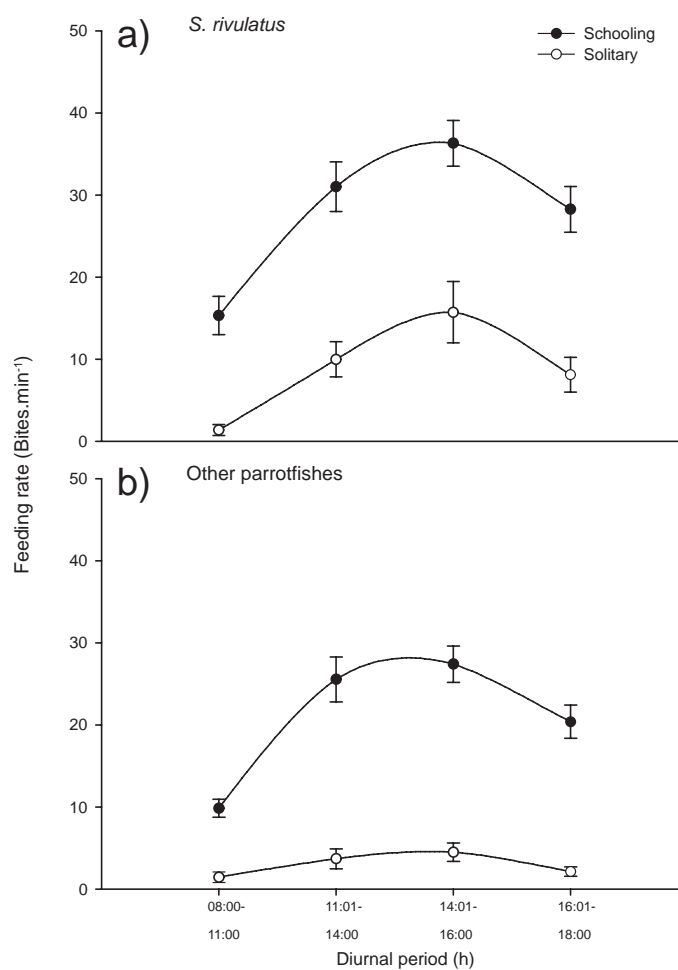 a)
S. rivulatus
Schooling
Solitary
50
40
30
20
10
0
b)
Other parrotfishes
50
40
30
20
10
0
Feeding rate (Bites.min⁻¹)
08:00-
11:00
11:01-
14:00
14:01-
16:00
16:01-
18:00
Diurnal period (h)